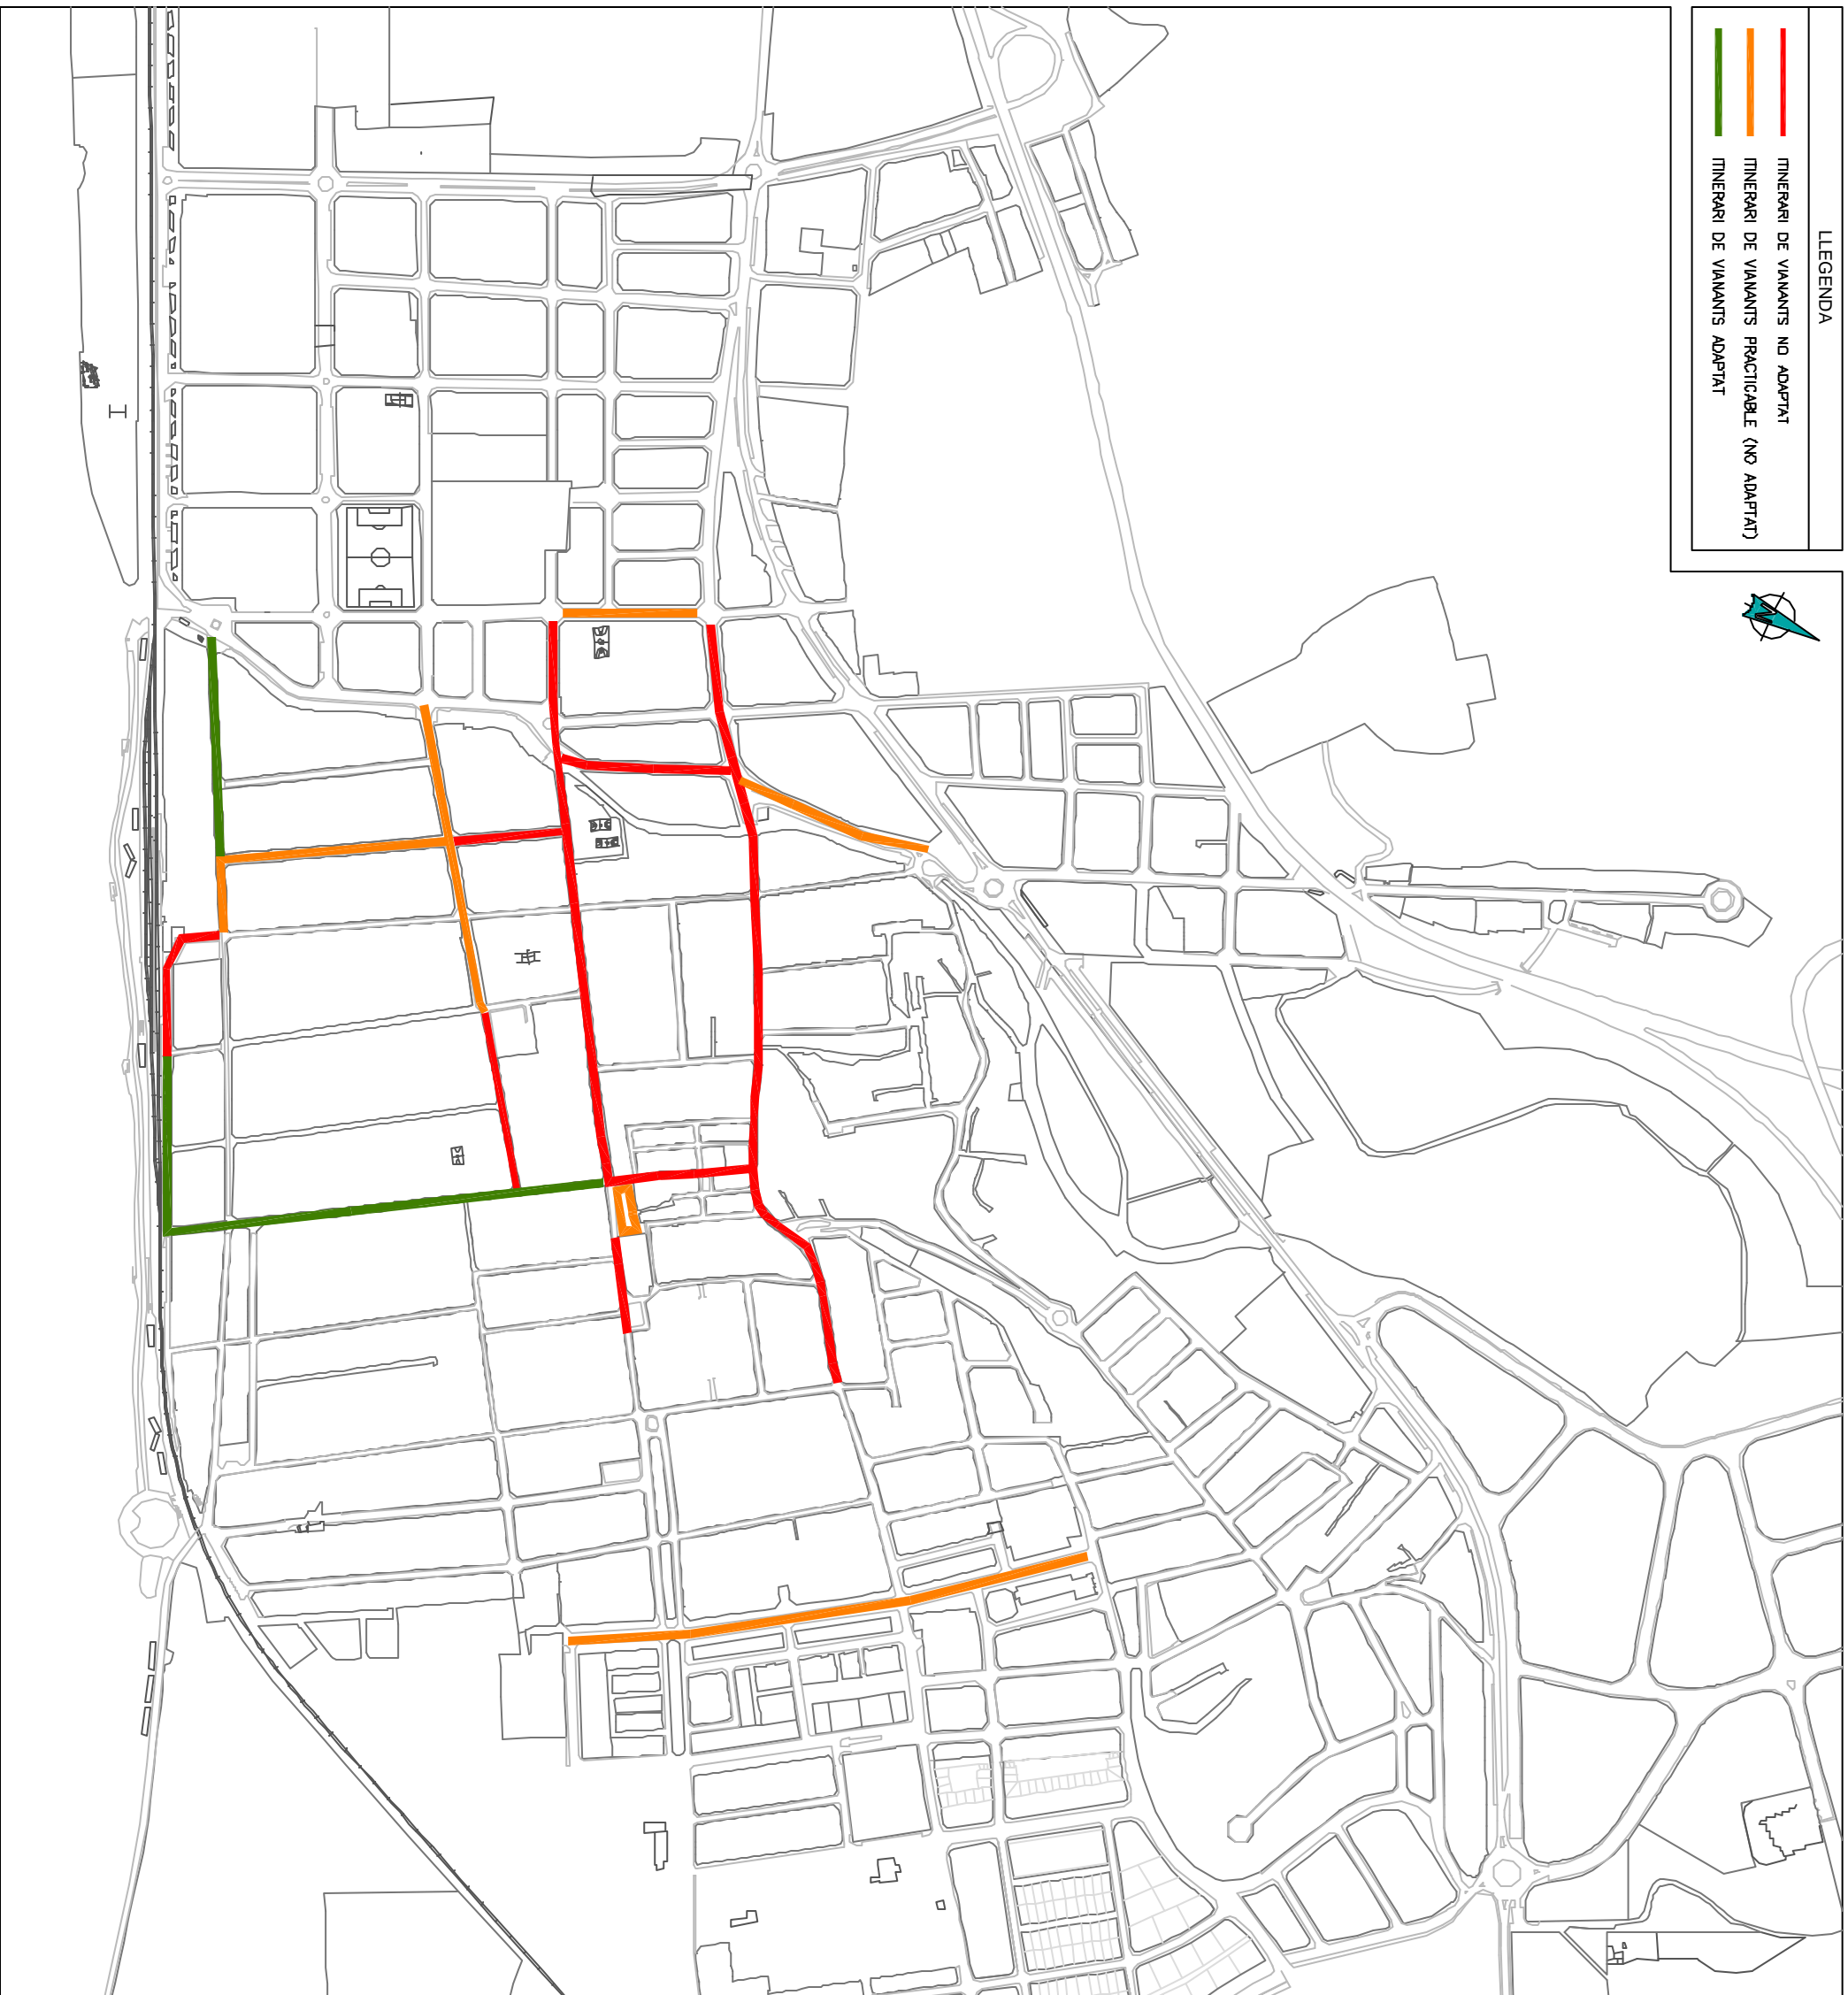 LLEGENDA
ITINERARI DE VIANANTS NO ADAPTAT
ITINERARI DE VIANANTS PRACTICABLE (NO ADAPTAT)
ITINERARI DE VIANANTS ADAPTAT